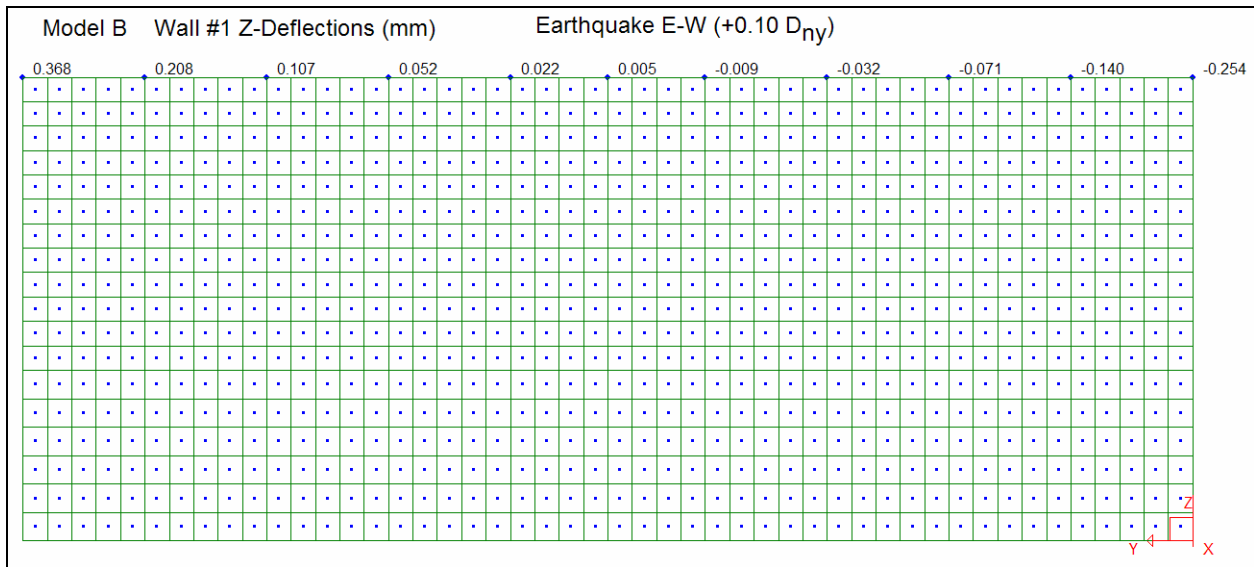 Model B Wall #1 Z-Deflections (mm) Earthquake E-W (+0.10 Dny)
0.368 0.208 0.107 0.052 0.022 0.005 -0.009 -0.032 -0.071 -0.140 -0.254
Z
Y X